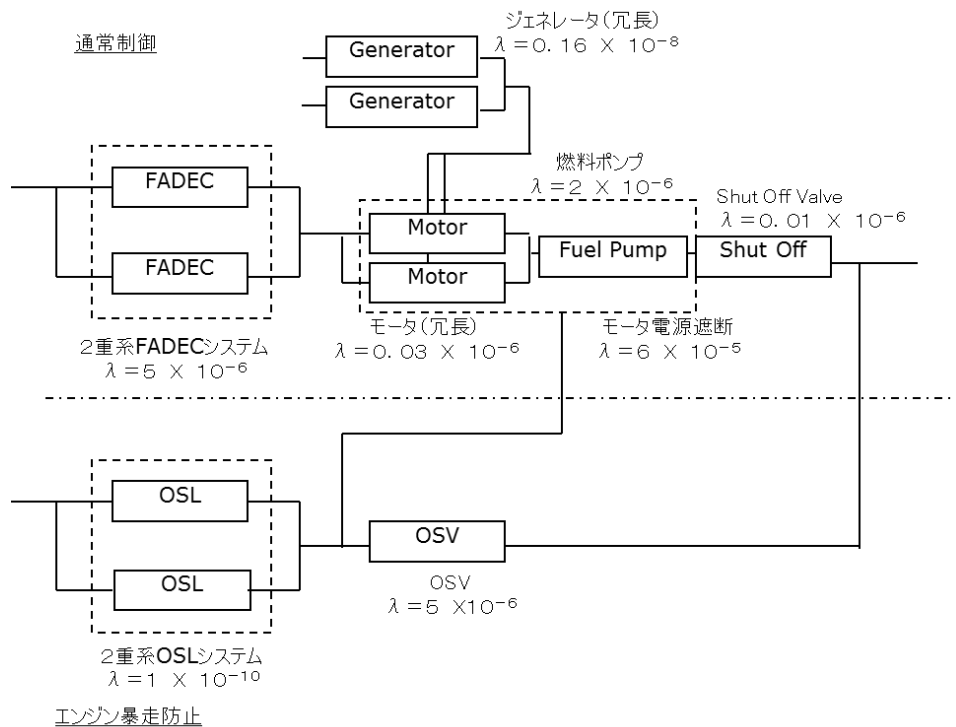 通常制御
ジェネレータ(冗長)
λ=0.16 X 10-8
Generator
Generator
FADEC
FADEC
2重系FADECシステム
λ=5 X 10-6
燃料ポンプ
λ=2 X 10-6
Motor
Motor
Fuel Pump
Shut Off Valve
λ=0.01 X 10-6
Shut Off
モータ(冗長)
λ=0.03 X 10-6
モータ電源遮断
λ=6 X 10-5
OSL
OSL
2重系OSLシステム
λ=1 X 10-10
OSV
OSV
λ=5 X10-6
エンジン暴走防止